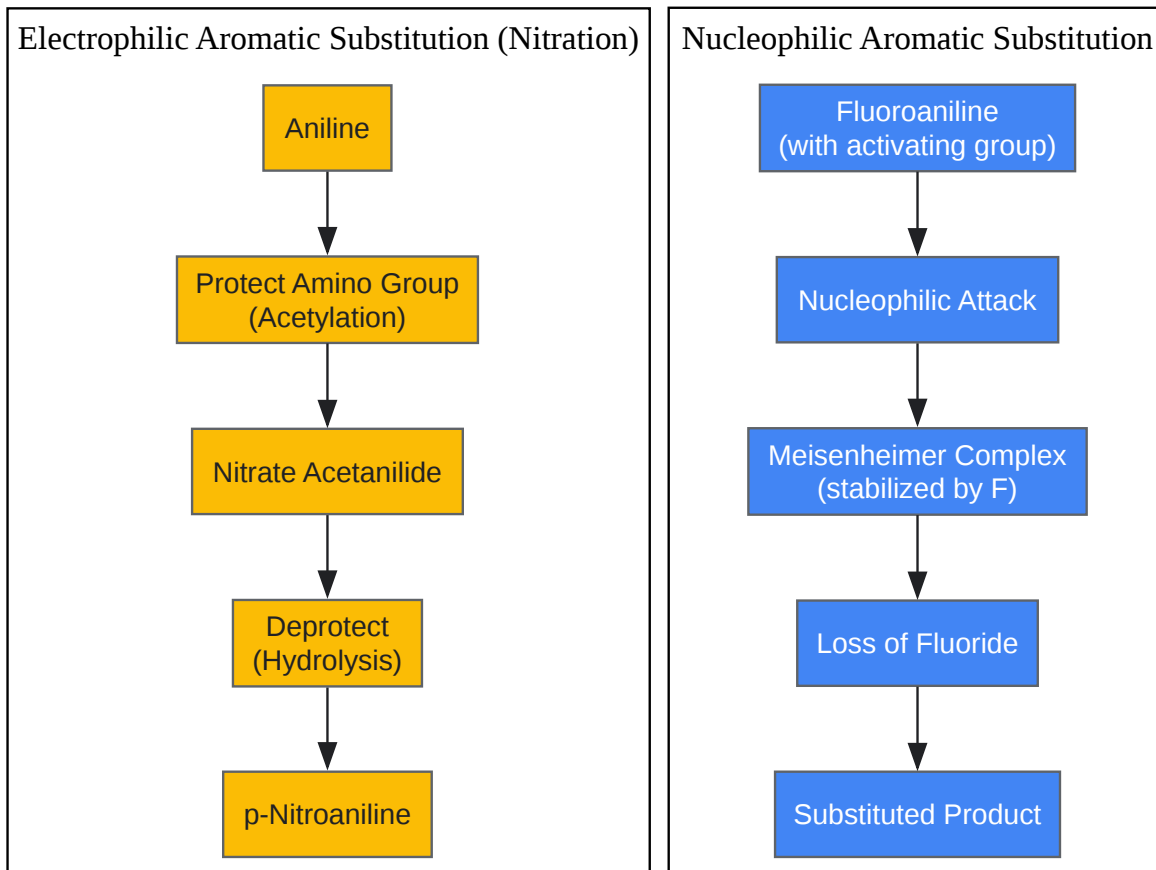 Electrophilic Aromatic Substitution (Nitration)
Aniline
Protect Amino Group
(Acetylation)
Nitrate Acetanilide
Deprotect
(Hydrolysis)
p-Nitroaniline
Nucleophilic Aromatic Substitution
Fluoroaniline
(with activating group)
Nucleophilic Attack
Meisenheimer Complex
(stabilized by F)
Loss of Fluoride
Substituted Product